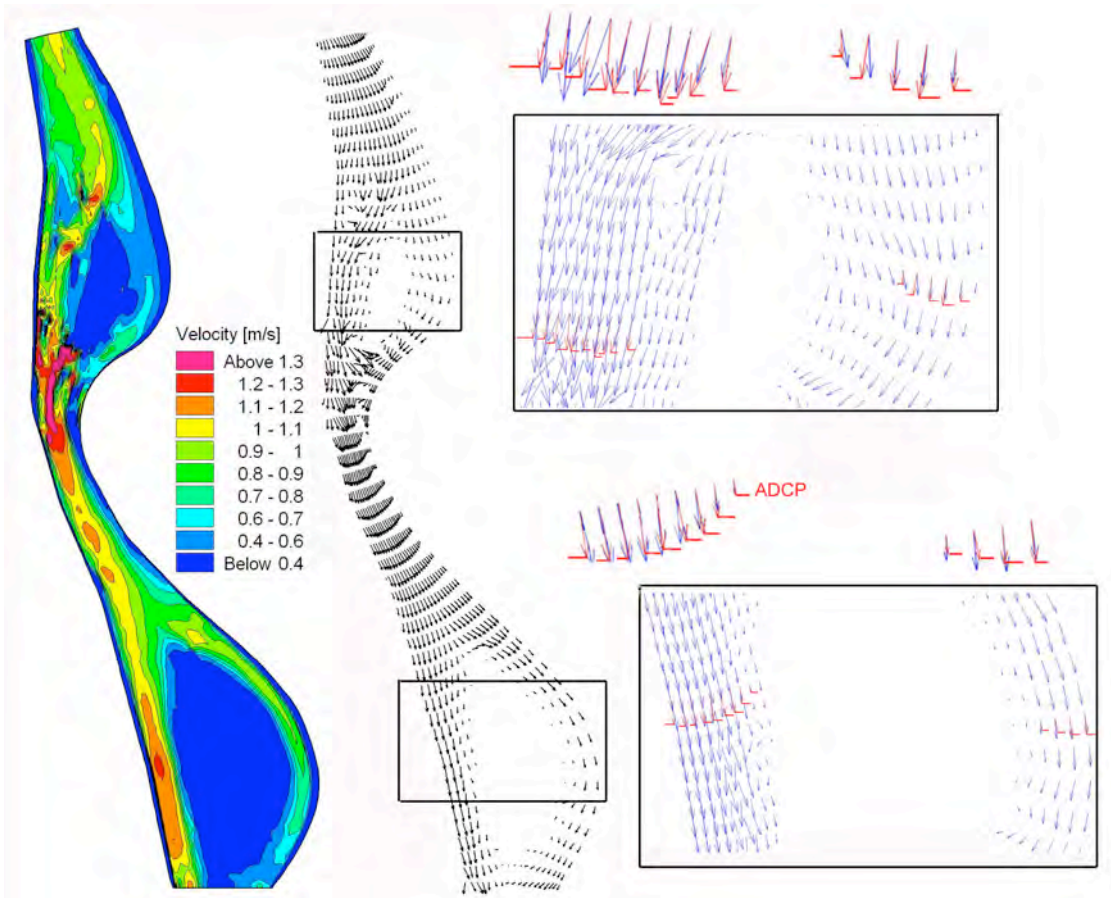 Velocity [m/s]
Above 1.3
1.2 - 1.3
1.1 - 1.2
1 - 1.1
0.9 - 1
0.8 - 0.9
0.7 - 0.8
0.6 - 0.7
0.4 - 0.6
Below 0.4
ADCP